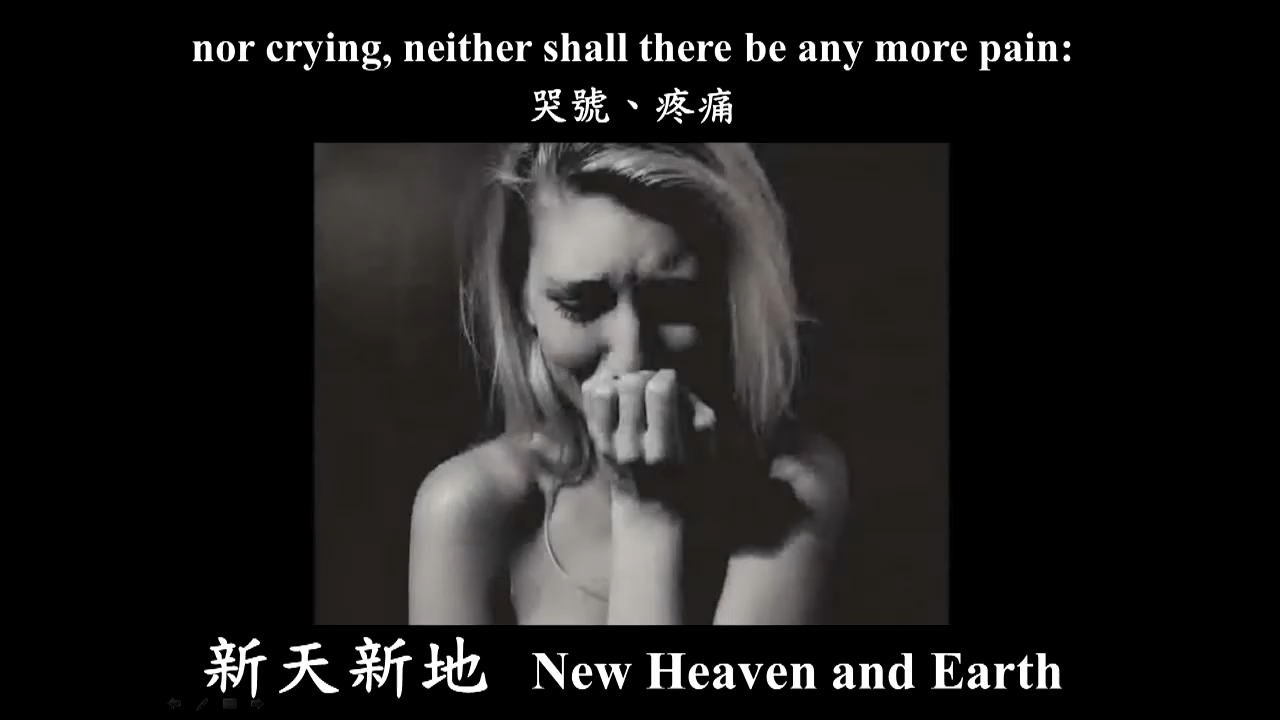 nor crying, neither shall there be any more pain:
哭號、疼痛
新天新地 New Heaven and Earth